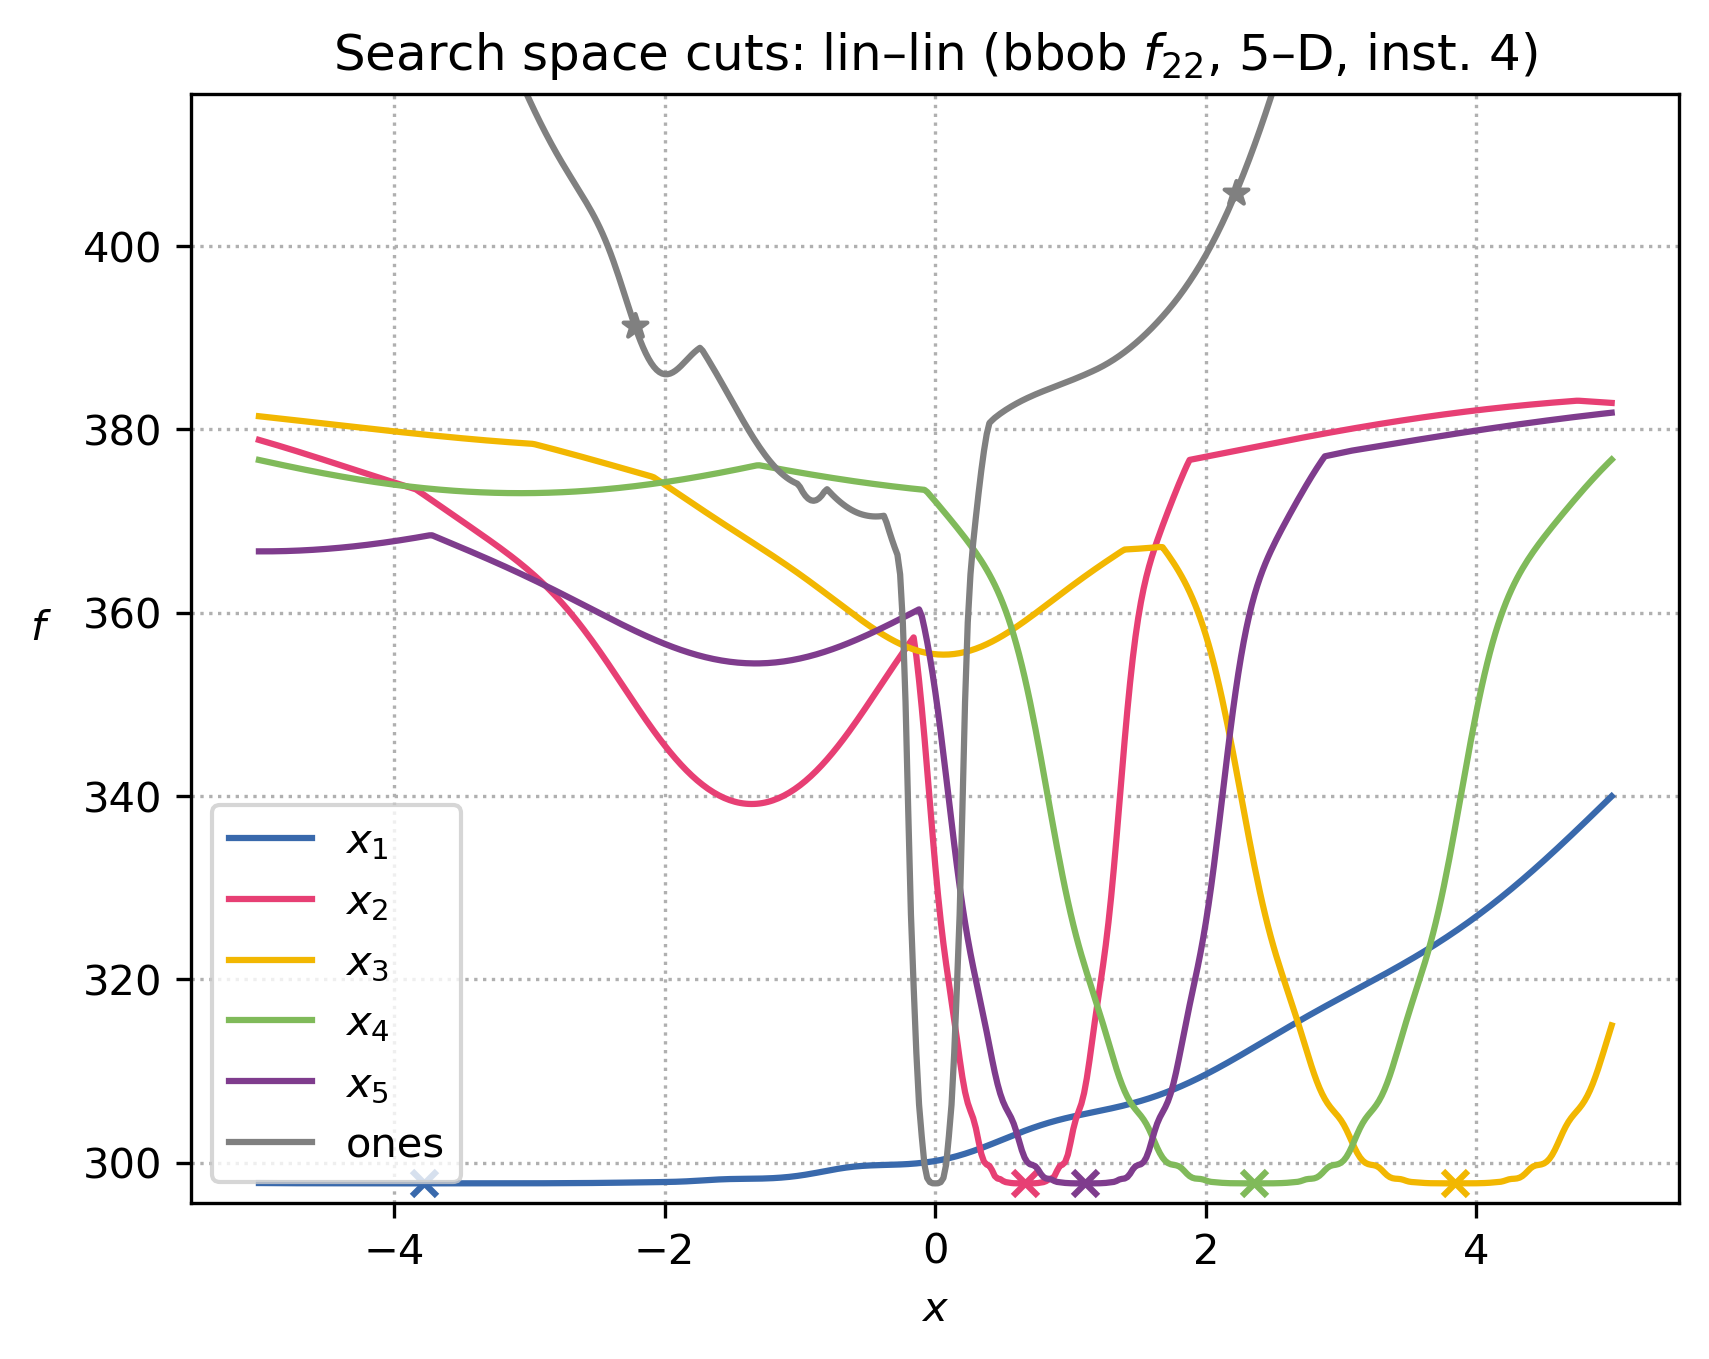 Search space cuts: lin–lin (bbob f₂₂, 5–D, inst. 4)
400
380
360
340
320
300
f
x₁
x₂
x₃
x₄
x₅
ones
−4
−2
0
2
4
x